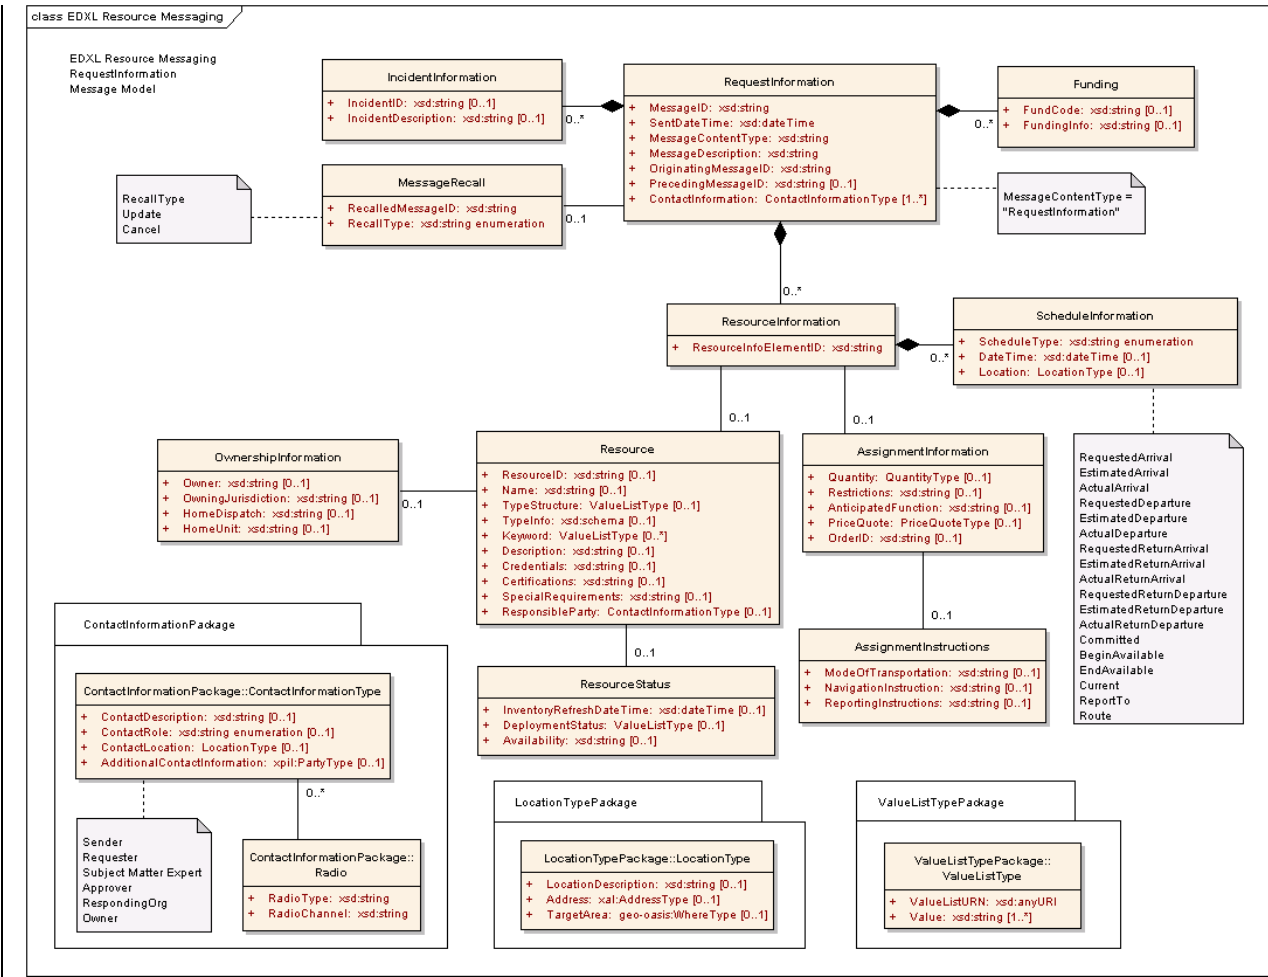 class EDXL Resource Messaging
EDXL Resource Messaging
RequestInformation
Message Model
IncidentInformation
+ IncidentID: xsd:string [0..1]
+ IncidentDescription: xsd:string [0..1]
0..*
RequestInformation
+ MessageID: xsd:string
+ SentDateTime: xsd:dateTime
+ MessageContentType: xsd:string
+ MessageDescription: xsd:string
+ OriginatingMessageID: xsd:string
+ PrecedingMessageID: xsd:string [0..1]
+ ContactInformation: ContactInformationType [1..*]
Funding
+ FundCode: xsd:string [0..1]
+ FundingInfo: xsd:string [0..1]
0..*
RecallType
Update
Cancel
MessageRecall
+ RecalledMessageID: xsd:string
+ RecallType: xsd:string enumeration
0..1
MessageContentType =
"RequestInformation"
0..*
ResourceInformation
+ ResourceInfoElementID: xsd:string
0..*
ScheduleInformation
+ ScheduleType: xsd:string enumeration
+ DateTime: xsd:dateTime [0..1]
+ Location: LocationType [0..1]
0..1
0..1
OwnershipInformation
+ Owner: xsd:string [0..1]
+ OwningJurisdiction: xsd:string [0..1]
+ HomeDispatch: xsd:string [0..1]
+ HomeUnit: xsd:string [0..1]
0..1
Resource
+ ResourceID: xsd:string [0..1]
+ Name: xsd:string [0..1]
+ TypeStructure: ValueListType [0..1]
+ TypeInfo: xsd:schema [0..1]
+ Keyword: ValueListType [0..*]
+ Description: xsd:string [0..1]
+ Credentials: xsd:string [0..1]
+ Certifications: xsd:string [0..1]
+ SpecialRequirements: xsd:string [0..1]
+ ResponsibleParty: ContactInformationType [0..1]
0..1
AssignmentInformation
+ Quantity: QuantityType [0..1]
+ Restrictions: xsd:string [0..1]
+ AnticipatedFunction: xsd:string [0..1]
+ PriceQuote: PriceQuoteType [0..1]
+ OrderID: xsd:string [0..1]
0..1
RequestedArrival
EstimatedArrival
ActualArrival
RequestedDeparture
EstimatedDeparture
ActualDeparture
RequestedReturnArrival
EstimatedReturnArrival
ActualReturnArrival
RequestedReturnDeparture
EstimatedReturnDeparture
ActualReturnDeparture
Committed
BeginAvailable
EndAvailable
Current
ReportTo
Route
AssignmentInstructions
+ ModeOfTransportation: xsd:string [0..1]
+ NavigationInstruction: xsd:string [0..1]
+ ReportingInstructions: xsd:string [0..1]
ResourceStatus
+ InventoryRefreshDateTime: xsd:dateTime [0..1]
+ DeploymentStatus: ValueListType [0..1]
+ Availability: xsd:string [0..1]
ContactInformationPackage
ContactInformationPackage::ContactInformationType
+ ContactDescription: xsd:string [0..1]
+ ContactRole: xsd:string enumeration [0..1]
+ ContactLocation: LocationType [0..1]
+ AdditionalContactInformation: xpil:PartyType [0..1]
0..*
Sender
Requester
Subject Matter Expert
Approver
RespondingOrg
Owner
ContactInformationPackage::
Radio
+ RadioType: xsd:string
+ RadioChannel: xsd:string
LocationTypePackage
LocationTypePackage::LocationType
+ LocationDescription: xsd:string [0..1]
+ Address: xal:AddressType [0..1]
+ TargetArea: geo-oasis:WhereType [0..1]
ValueListTypePackage
ValueListTypePackage::
ValueListType
+ ValueListURN: xsd:anyURI
+ Value: xsd:string [1..*]